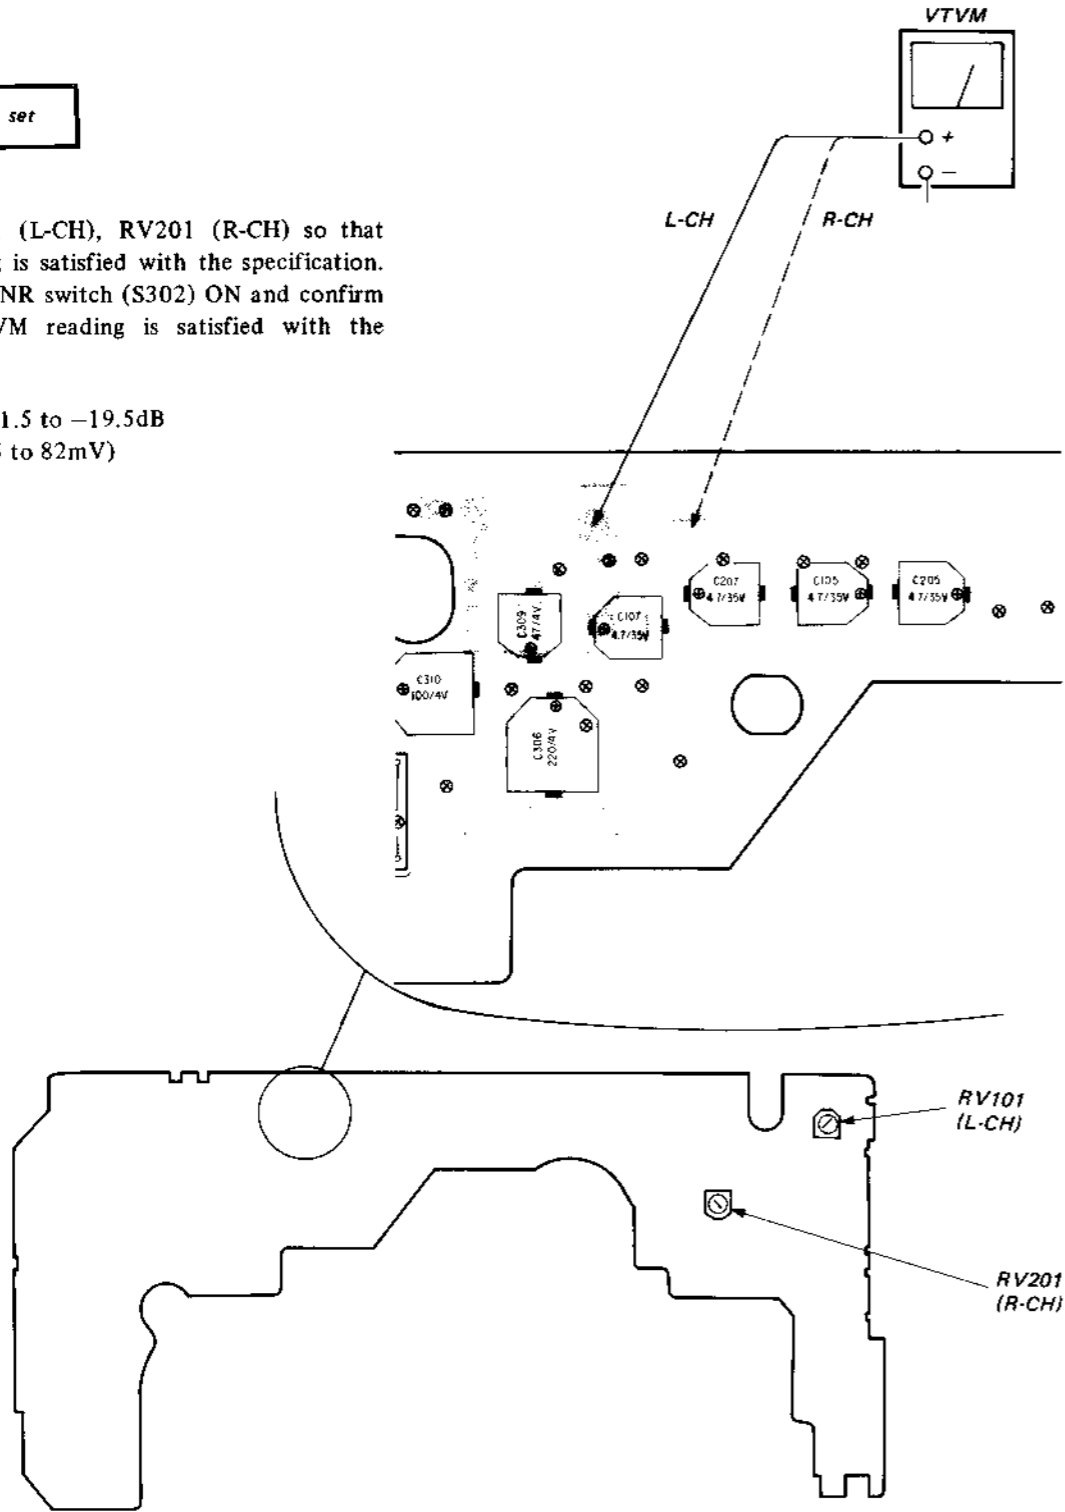 VTVM
set
+
−
(L-CH), RV201 (R-CH) so that
is satisfied with the specification.
NR switch (S302) ON and confirm
VM reading is satisfied with the
1.5 to −19.5dB
to 82mV)
L-CH
R-CH
C309
47/4V
C107
4.7/35V
C207
4.7/35V
C105
4.7/35V
C205
4.7/35V
C310
100/4V
C306
220/4V
RV101
(L-CH)
RV201
(R-CH)